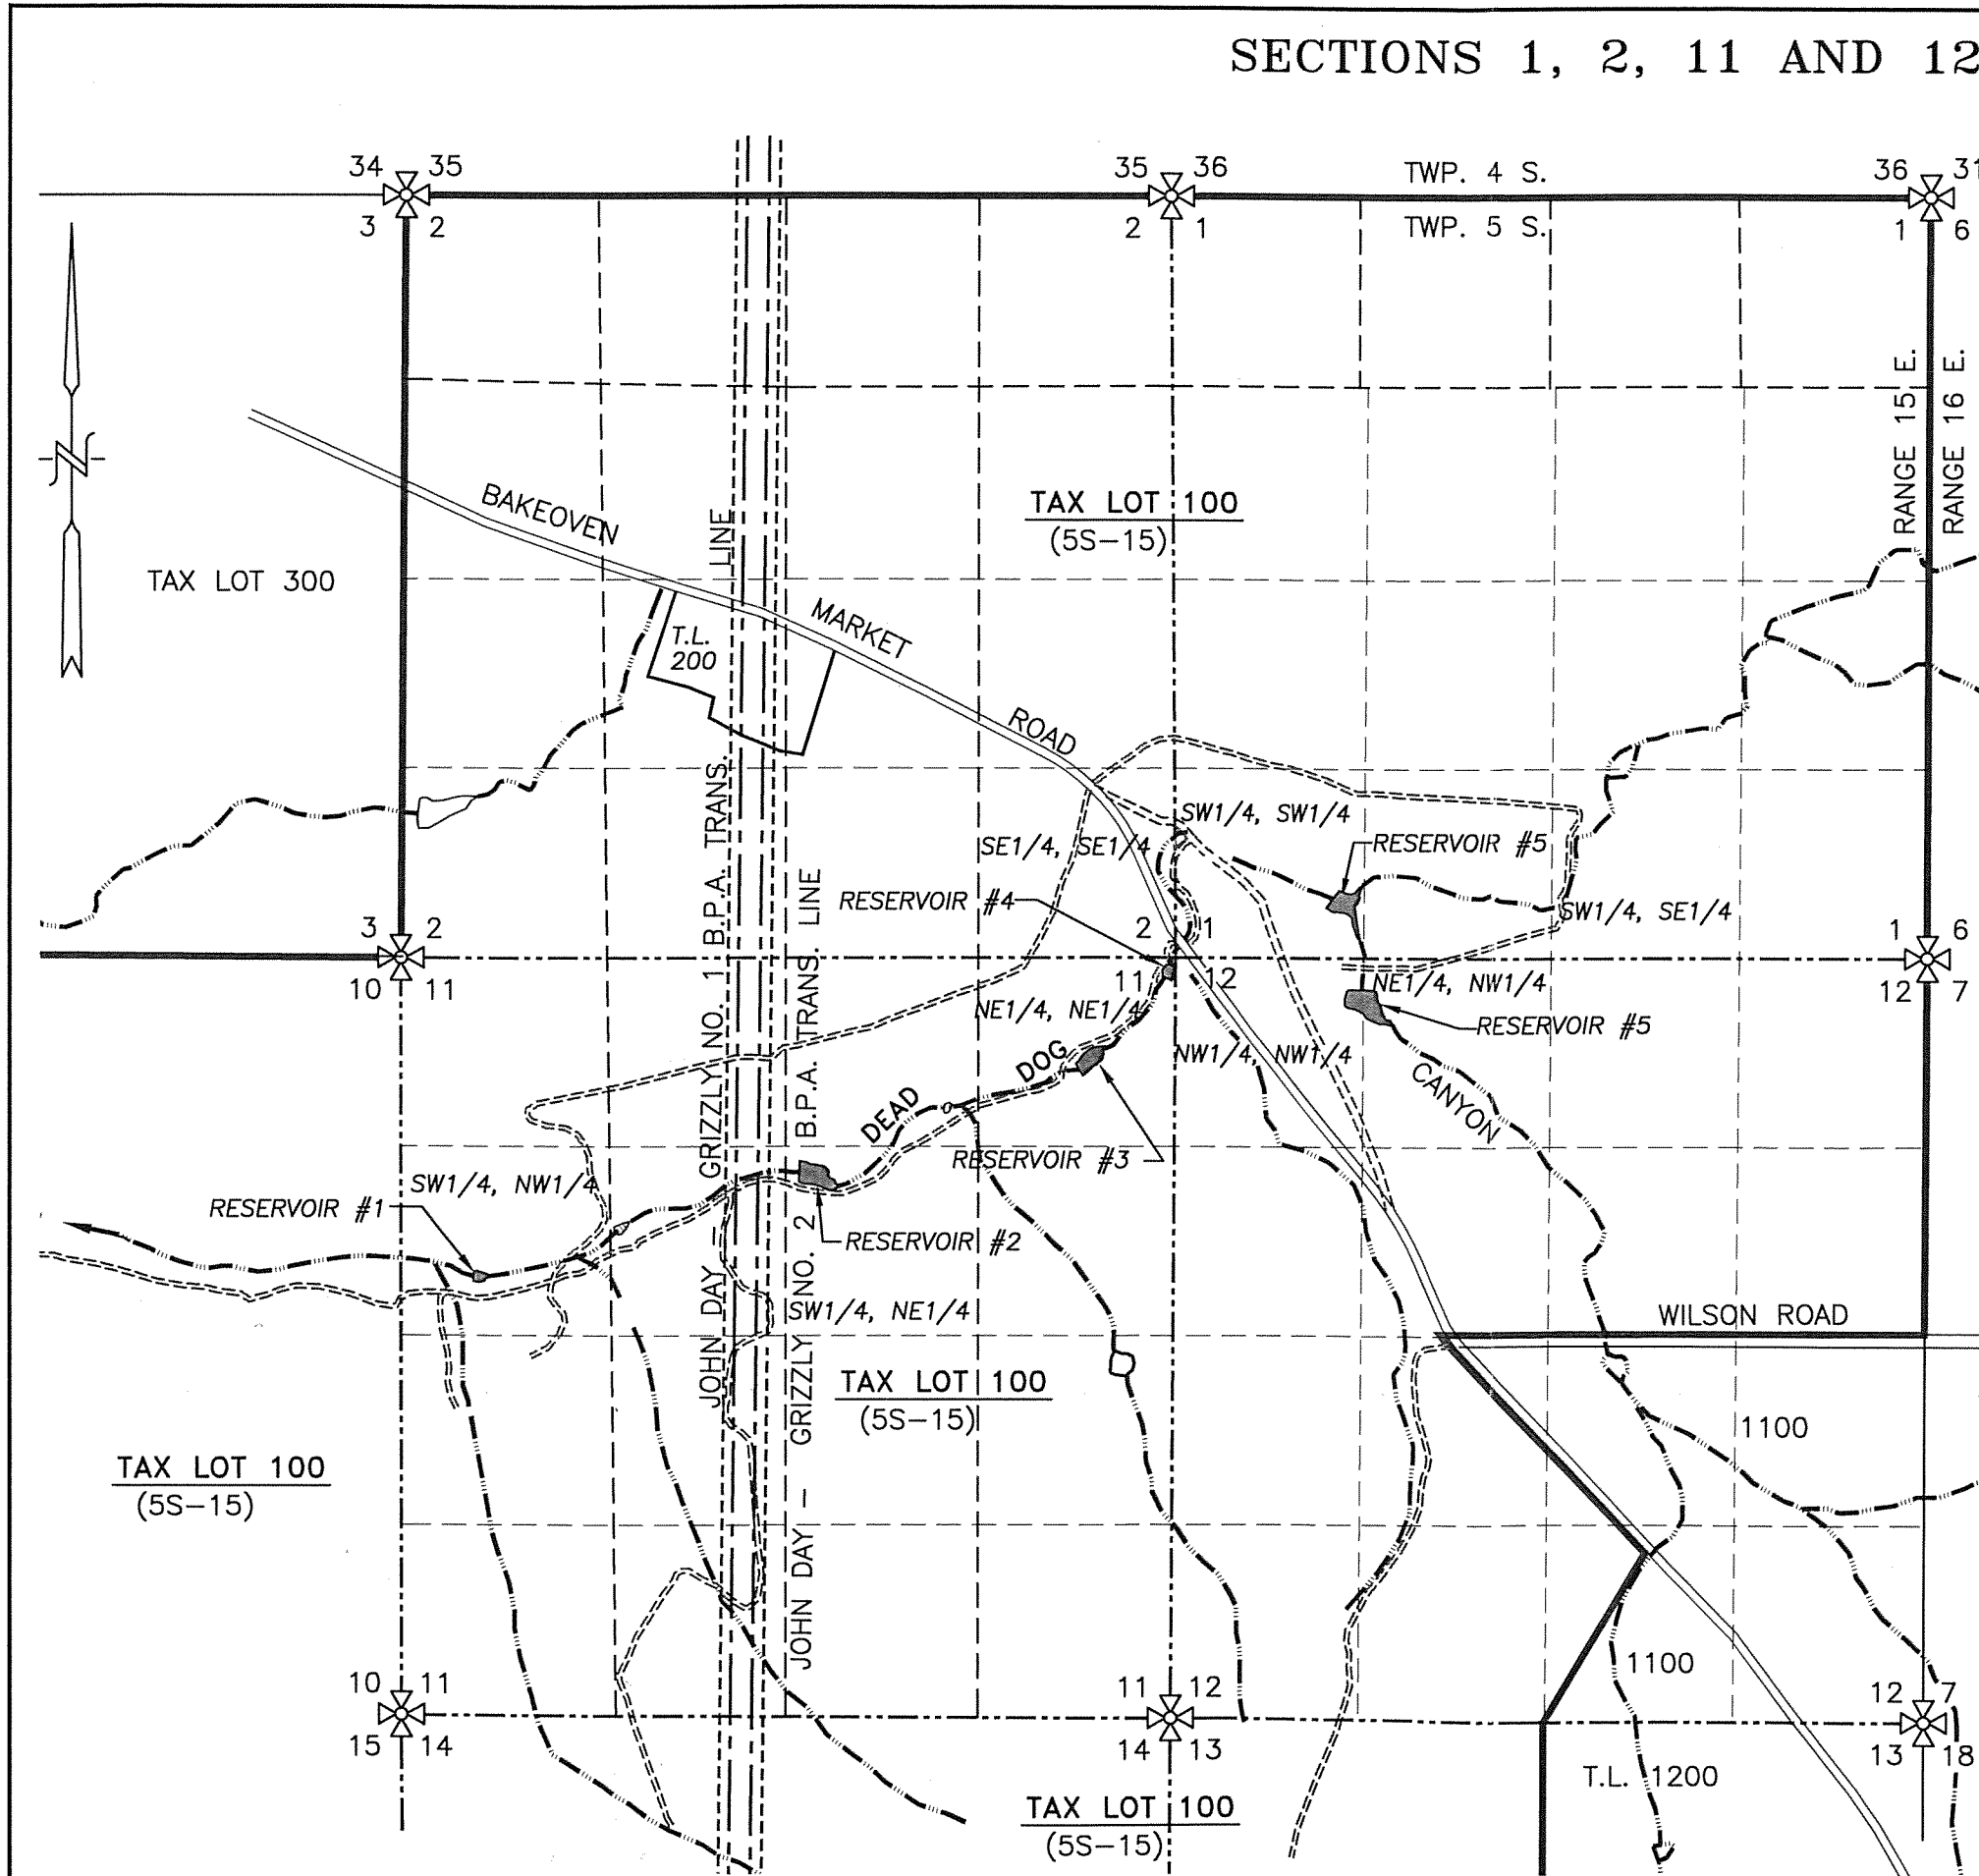 SECTIONS 1, 2, 11 AND 12
34 35
35 36
TWP. 4 S.
36 31
3 2
2 1
TWP. 5 S.
1 6
RANGE 15 E.
RANGE 16 E.
BAKEOVEN
MARKET
ROAD
LINE
TAX LOT 100
(5S-15)
TAX LOT 300
T.L.
200
SW1/4, SW1/4
SE1/4, SE1/4
RESERVOIR #5
RESERVOIR #4
SW1/4, SE1/4
3 2
2 1
1 6
10 11
11 12
12 7
NE1/4, NW1/4
NE1/4, NE1/4
RESERVOIR #5
NW1/4, NW1/4
DEAD
DOG
CANYON
RESERVOIR #3
SW1/4, NW1/4
RESERVOIR #1
RESERVOIR #2
SW1/4, NE1/4
JOHN DAY - GRIZZLY NO. 1 B.P.A. TRANS.
JOHN DAY - GRIZZLY NO. 2 B.P.A. TRANS. LINE
WILSON ROAD
TAX LOT 100
(5S-15)
1100
TAX LOT 100
(5S-15)
1100
10 11
11 12
12 7
15 14
14 13
13 18
T.L. 1200
TAX LOT 100
(5S-15)